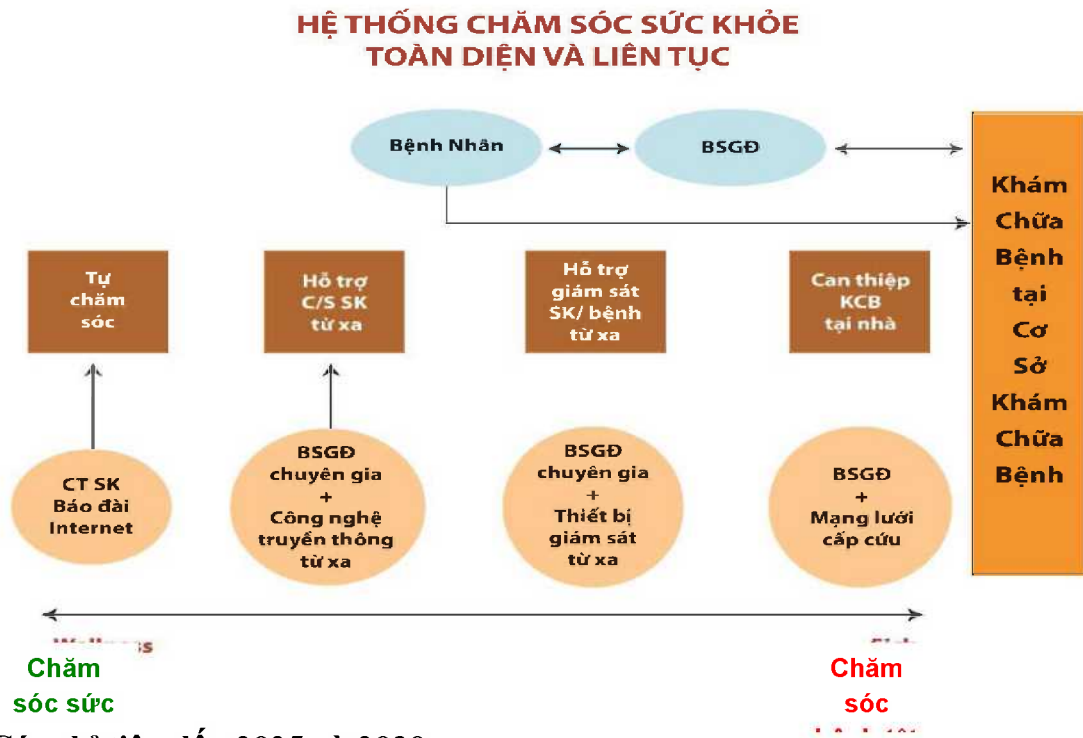 HỆ THỐNG CHĂM SÓC SỨC KHỎE
TOÀN DIỆN VÀ LIÊN TỤC
Bệnh Nhân
BSGĐ
Khám
Chữa
Bệnh
tại
Cơ
Sở
Khám
Chữa
Bệnh
Tự
chăm
sóc
Hỗ trợ
C/S SK
từ xa
Hỗ trợ
giám sát
SK/ bệnh
từ xa
Can thiệp
KCB
tại nhà
CT SK
Báo đài
Internet
BSGĐ
chuyên gia
+
Công nghệ
truyền thông
từ xa
BSGĐ
chuyên gia
+
Thiết bị
giám sát
từ xa
BSGĐ
+
Mạng lưới
cấp cứu
Chăm
sóc sức
Chăm
sóc